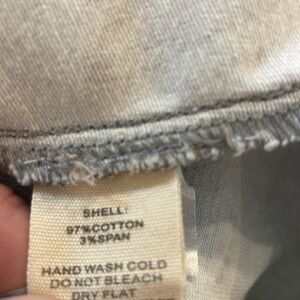 SHELL:
97%COTTON
3%SPAN
HAND WASH COLD
DO NOT BLEACH
DRY FLAT